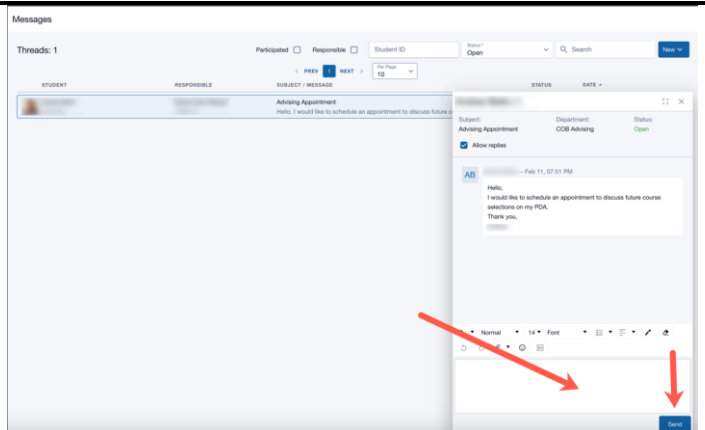 Messages
Threads: 1
Participated
Responsible
Student ID
Status*
Open
Search
New
PREV 1 NEXT
Per Page
10
STUDENT RESPONSIBLE SUBJECT / MESSAGE STATUS DATE
Advising Appointment
Hello, I would like to schedule an appointment to discuss future
Subject: Department: Status:
Advising Appointment COB Advising Open
Allow replies
AB
– Feb 11, 07:51 PM
Hello,
I would like to schedule an appointment to discuss future course
selections on my PDA.
Thank you,
Normal 14 Font
Send